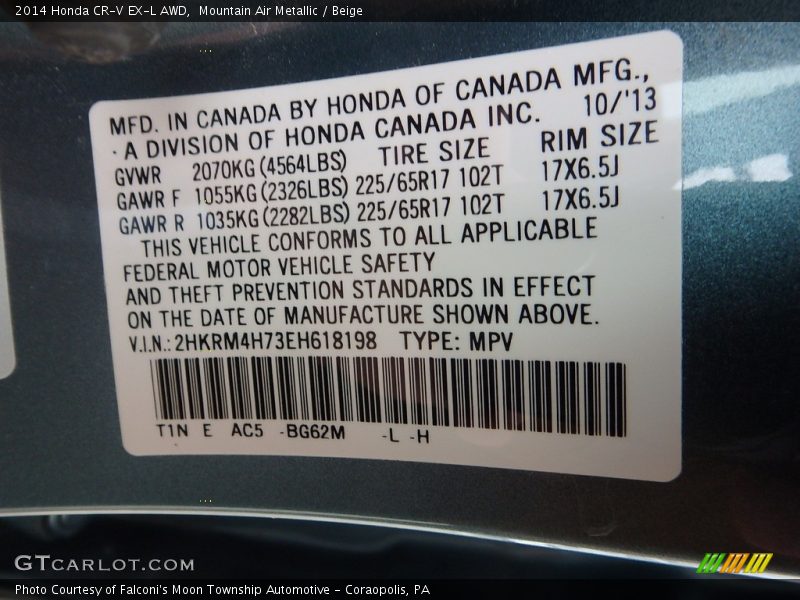 2014 Honda CR-V EX-L AWD,  Mountain Air Metallic / Beige
MFD. IN CANADA BY HONDA OF CANADA MFG.,
· A DIVISION OF HONDA CANADA INC. 10/'13
GVWR 2070KG (4564LBS) TIRE SIZE RIM SIZE
GAWR F 1055KG (2326LBS) 225/65R17 102T 17X6.5J
GAWR R 1035KG (2282LBS) 225/65R17 102T 17X6.5J
THIS VEHICLE CONFORMS TO ALL APPLICABLE
FEDERAL MOTOR VEHICLE SAFETY
AND THEFT PREVENTION STANDARDS IN EFFECT
ON THE DATE OF MANUFACTURE SHOWN ABOVE.
V.I.N.: 2HKRM4H73EH618198 TYPE: MPV
T1N E AC5 -BG62M -L -H
GTCARLOT.COM
Photo Courtesy of Falconi's Moon Township Automotive - Coraopolis, PA